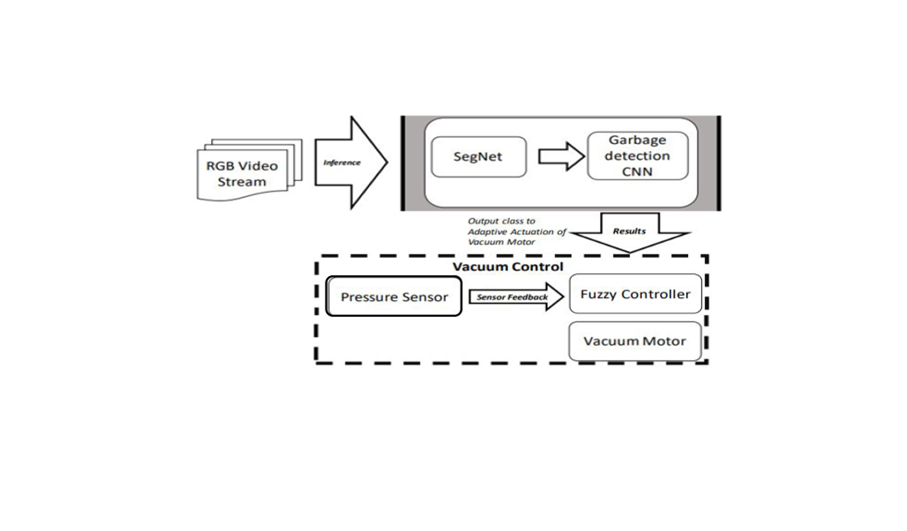 RGB Video
Stream
Inference
SegNet
Garbage
detection
CNN
Output class to
Adaptive Actuation of
Vacuum Motor
Results
Vacuum Control
Pressure Sensor
Sensor Feedback
Fuzzy Controller
Vacuum Motor